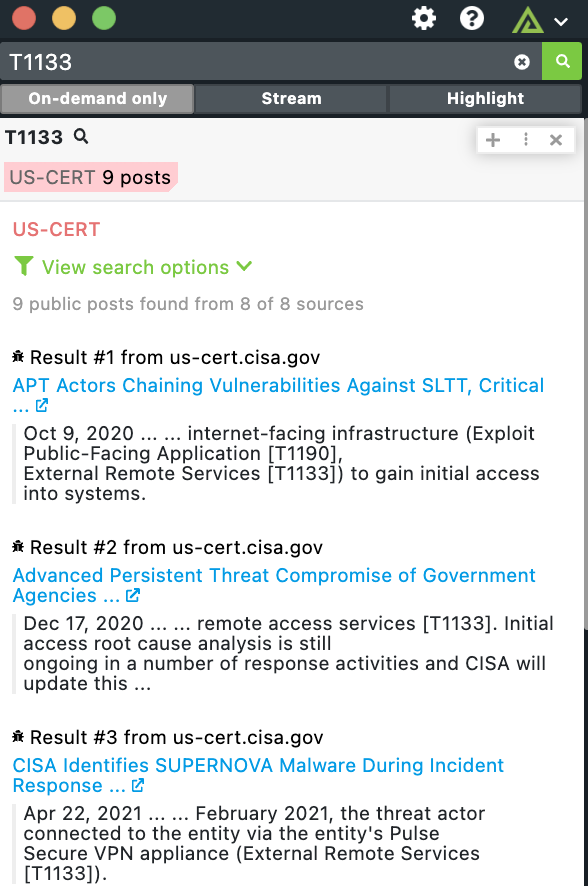 T1133
On-demand only
Stream
Highlight
T1133
US-CERT 9 posts
US-CERT
View search options
9 public posts found from 8 of 8 sources
Result #1 from us-cert.cisa.gov
APT Actors Chaining Vulnerabilities Against SLTT, Critical
...
Oct 9, 2020 ... ... internet-facing infrastructure (Exploit
Public-Facing Application [T1190],
External Remote Services [T1133]) to gain initial access
into systems.
Result #2 from us-cert.cisa.gov
Advanced Persistent Threat Compromise of Government
Agencies ...
Dec 17, 2020 ... ... remote access services [T1133]. Initial
access root cause analysis is still
ongoing in a number of response activities and CISA will
update this ...
Result #3 from us-cert.cisa.gov
CISA Identifies SUPERNOVA Malware During Incident
Response ...
Apr 22, 2021 ... ... February 2021, the threat actor
connected to the entity via the entity's Pulse
Secure VPN appliance (External Remote Services
[T1133]).